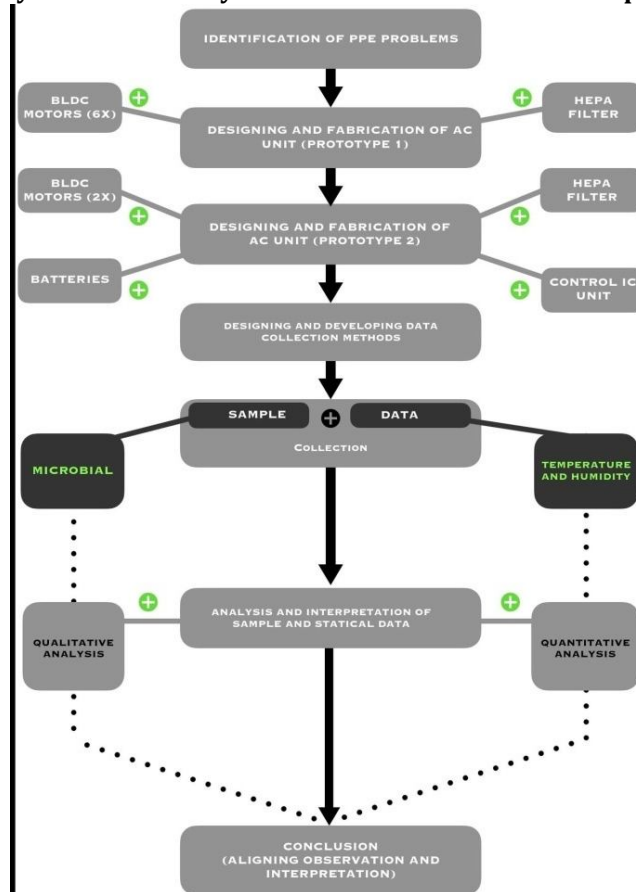 IDENTIFICATION OF PPE PROBLEMS
BLDC
MOTORS (6X)
HEPA
FILTER
DESIGNING AND FABRICATION OF AC
UNIT (PROTOTYPE 1)
BLDC
MOTORS (2X)
HEPA
FILTER
DESIGNING AND FABRICATION OF
AC UNIT (PROTOTYPE 2)
BATTERIES
CONTROL IC
UNIT
DESIGNING AND DEVELOPING DATA
COLLECTION METHODS
SAMPLE
DATA
COLLECTION
MICROBIAL
TEMPERATURE
AND HUMIDITY
ANALYSIS AND INTERPRETATION OF
SAMPLE AND STATICAL DATA
QUALITATIVE
ANALYSIS
QUANTITATIVE
ANALYSIS
CONCLUSION
(ALIGNING OBSERVATION AND
INTERPRETATION)